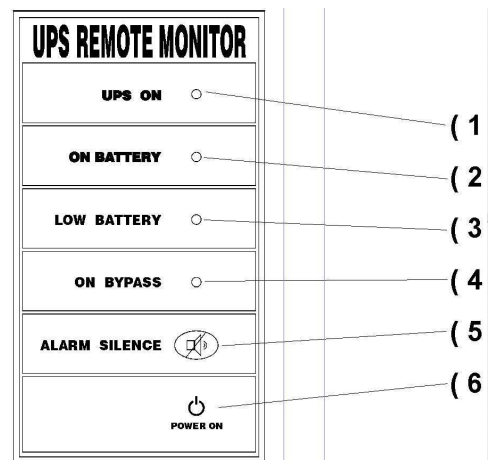 UPS REMOTE MONITOR
UPS ON
( 1
ON BATTERY
( 2
LOW BATTERY
( 3
ON BYPASS
( 4
ALARM SILENCE
( 5
POWER ON
( 6